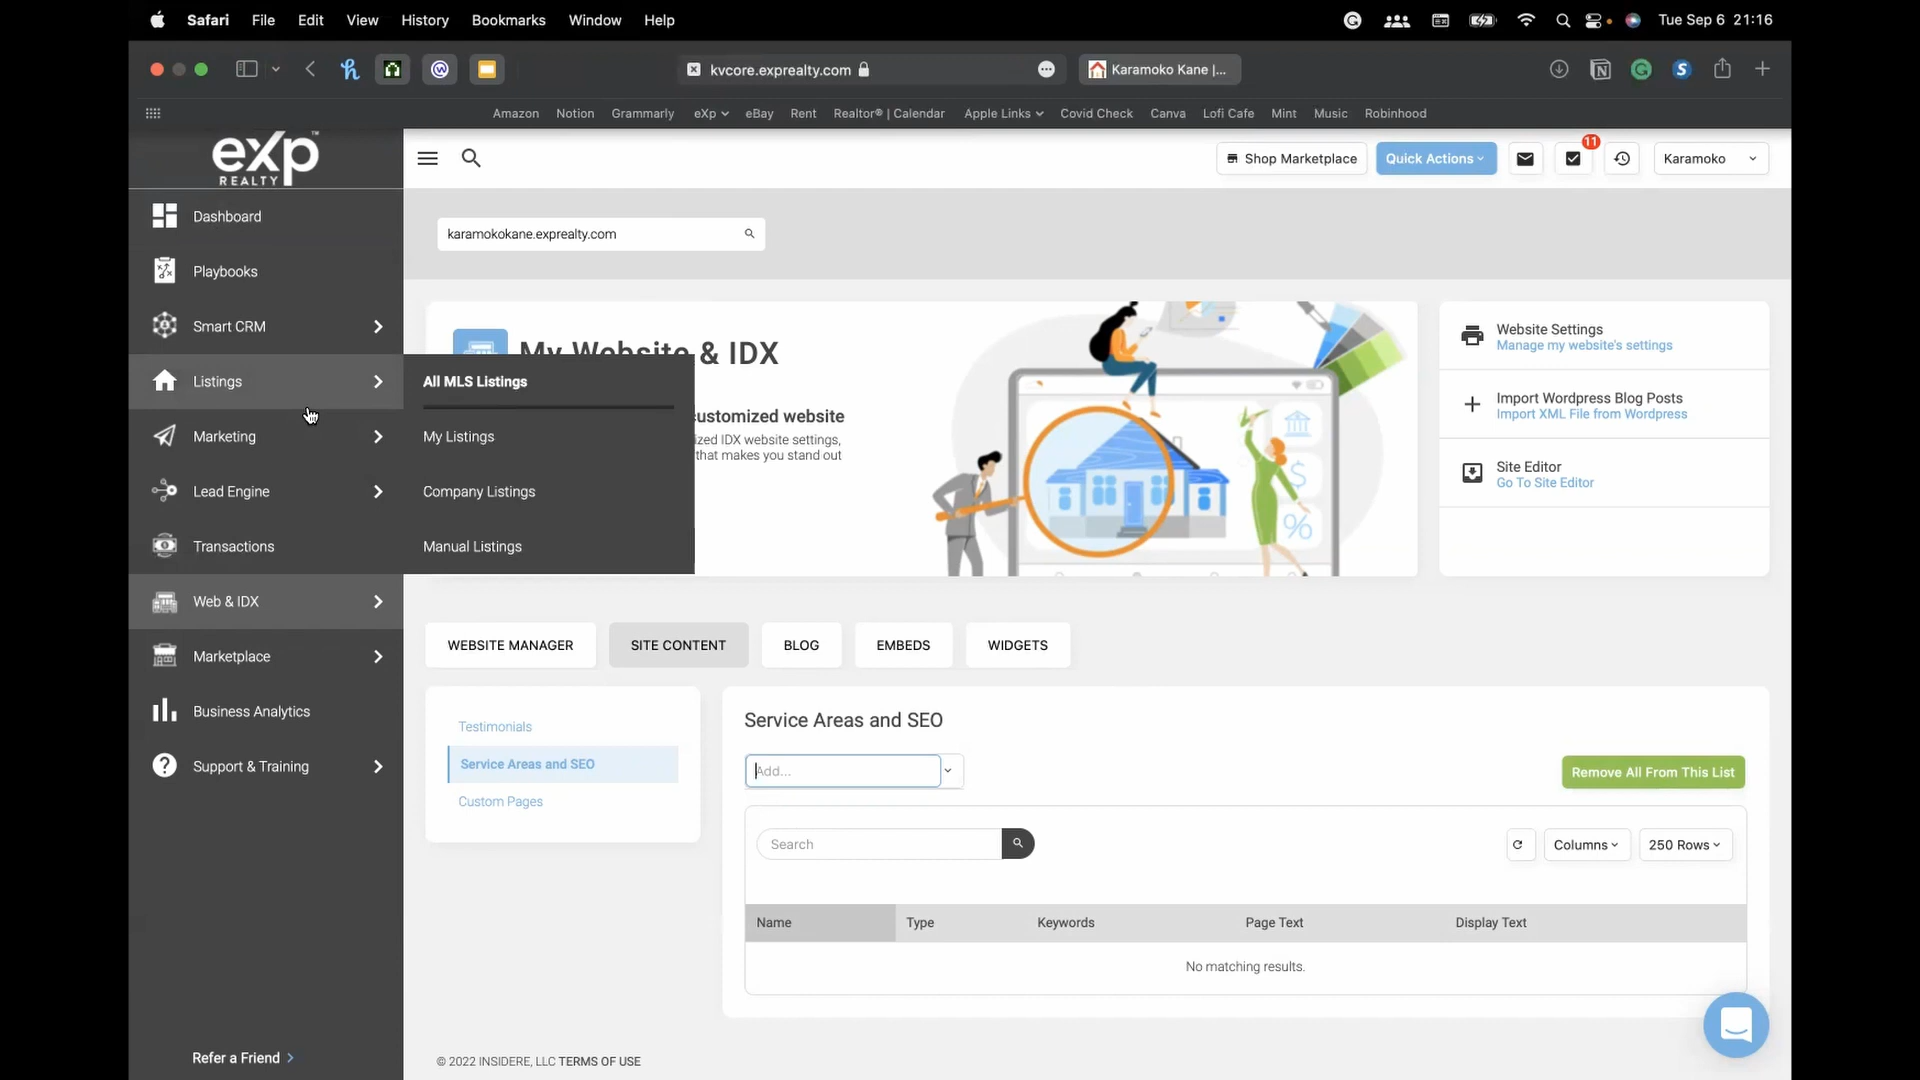 Safari File Edit View History Bookmarks Window Help
Tue Sep 6 21:16
kvcore.exprealty.com
Karamoko Kane |...
Amazon Notion Grammarly eXp eBay Rent Realtor® | Calendar Apple Links Covid Check Canva Lofi Cafe Mint Music Robinhood
eXp™
REALTY
Dashboard
Playbooks
Smart CRM
Listings
Marketing
Lead Engine
Transactions
Web & IDX
Marketplace
Business Analytics
Support & Training
Refer a Friend
All MLS Listings
My Listings
Company Listings
Manual Listings
Shop Marketplace
Quick Actions
11
Karamoko
karamokokane.exprealty.com
My Website & IDX
customized website
ized IDX website settings,
that makes you stand out
Website Settings
Manage my website's settings
Import Wordpress Blog Posts
Import XML File from Wordpress
Site Editor
Go To Site Editor
WEBSITE MANAGER SITE CONTENT BLOG EMBEDS WIDGETS
Testimonials
Service Areas and SEO
Custom Pages
Service Areas and SEO
Add...
Remove All From This List
Search
Columns
250 Rows
Name Type Keywords Page Text Display Text
No matching results.
© 2022 INSIDERE, LLC TERMS OF USE